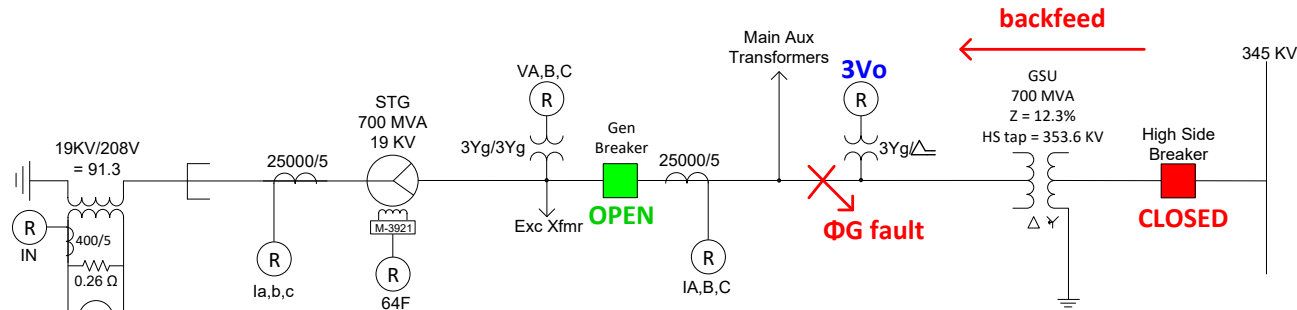 backfeed
345 KV
Main Aux
Transformers
3Vo
R
GSU
700 MVA
Z = 12.3%
HS tap = 353.6 KV
VA,B,C
R
STG
700 MVA
19 KV
Gen
Breaker
High Side
Breaker
19KV/208V
= 91.3
25000/5
3Yg/3Yg
25000/5
3Yg/
OPEN
Exc Xfmr
ΦG fault
Δ Y
CLOSED
R
IN
400/5
0.26 Ω
R
Ia,b,c
M-3921
R
64F
R
IA,B,C